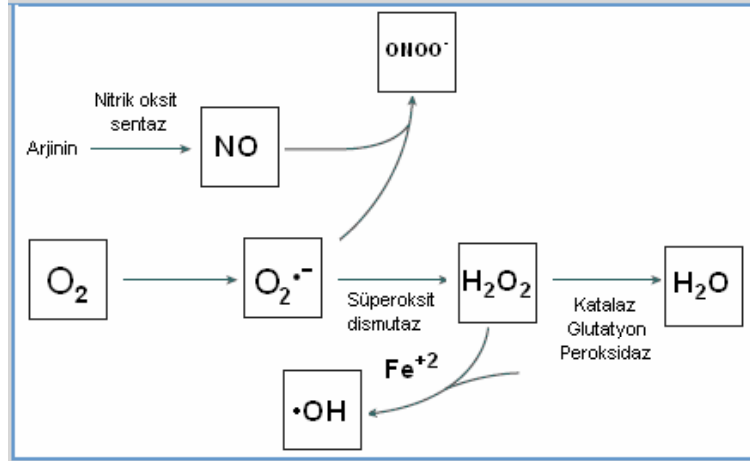 ONOO⁻
Nitrik oksit
sentaz
Arjinin
NO
O₂
O₂•⁻
Süperoksit
dismutaz
H₂O₂
Katalaz
Glutatyon
Peroksidaz
H₂O
Fe⁺²
•OH